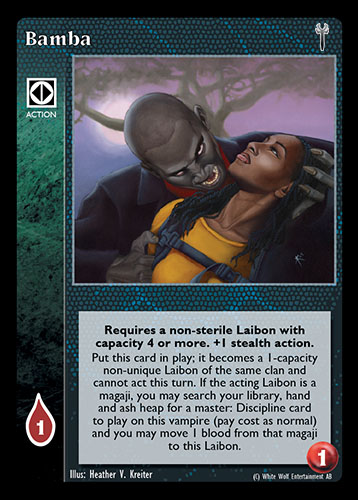 Bamba
ACTION
Requires a non-sterile Laibon with
capacity 4 or more. +1 stealth action.
Put this card in play; it becomes a 1-capacity
non-unique Laibon of the same clan and
cannot act this turn. If the acting Laibon is a
magaji, you may search your library, hand
and ash heap for a master: Discipline card
to play on this vampire (pay cost as normal)
and you may move 1 blood from that magaji
to this Laibon.
1
1
Illus: Heather V. Kreiter
(C) White Wolf Entertainment AB